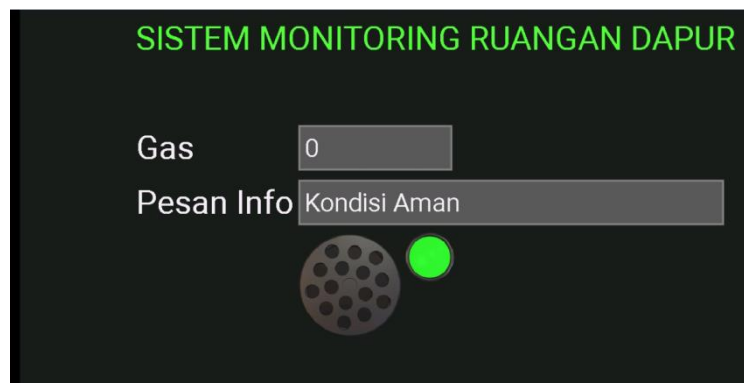 SISTEM MONITORING RUANGAN DAPUR
Gas 0
Pesan Info Kondisi Aman